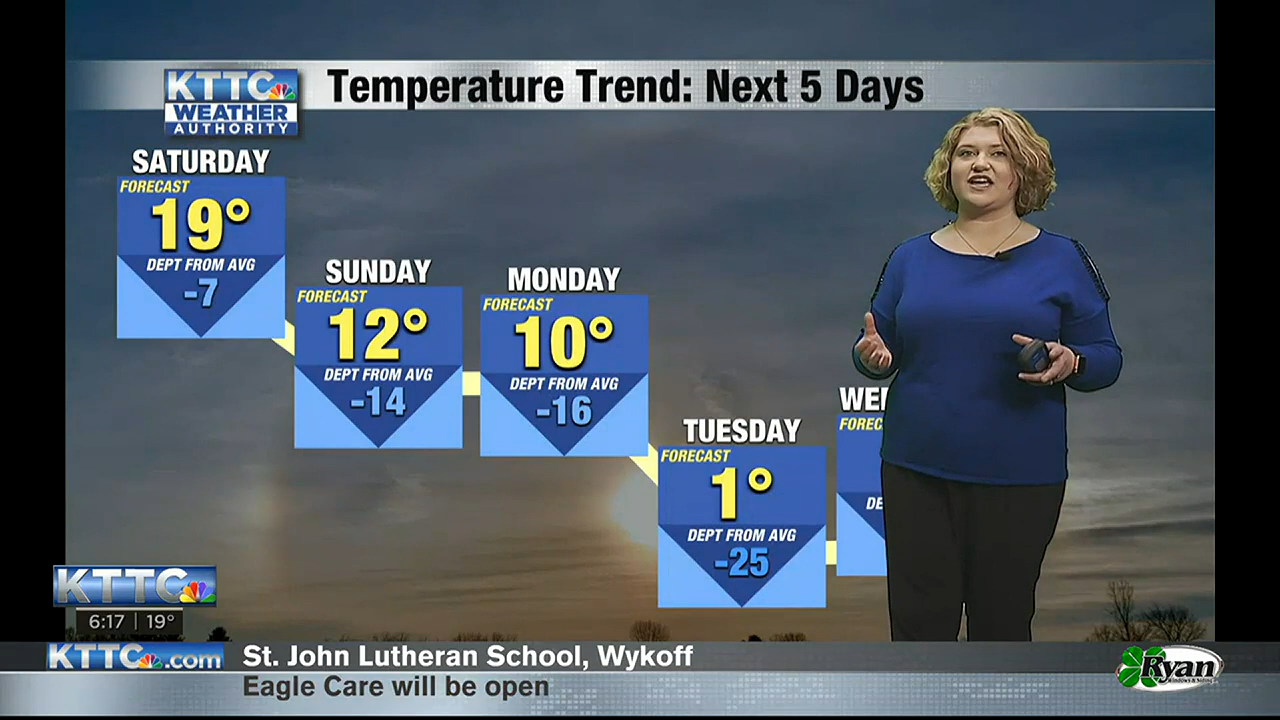 KTTC
WEATHER
AUTHORITY
Temperature Trend: Next 5 Days
SATURDAY
FORECAST
19°
DEPT FROM AVG
-7
SUNDAY
FORECAST
12°
DEPT FROM AVG
-14
MONDAY
FORECAST
10°
DEPT FROM AVG
-16
TUESDAY
FORECAST
1°
DEPT FROM AVG
-25
KTTC
6:17 | 19°
KTTC.com
St. John Lutheran School, Wykoff
Eagle Care will be open
Ryan